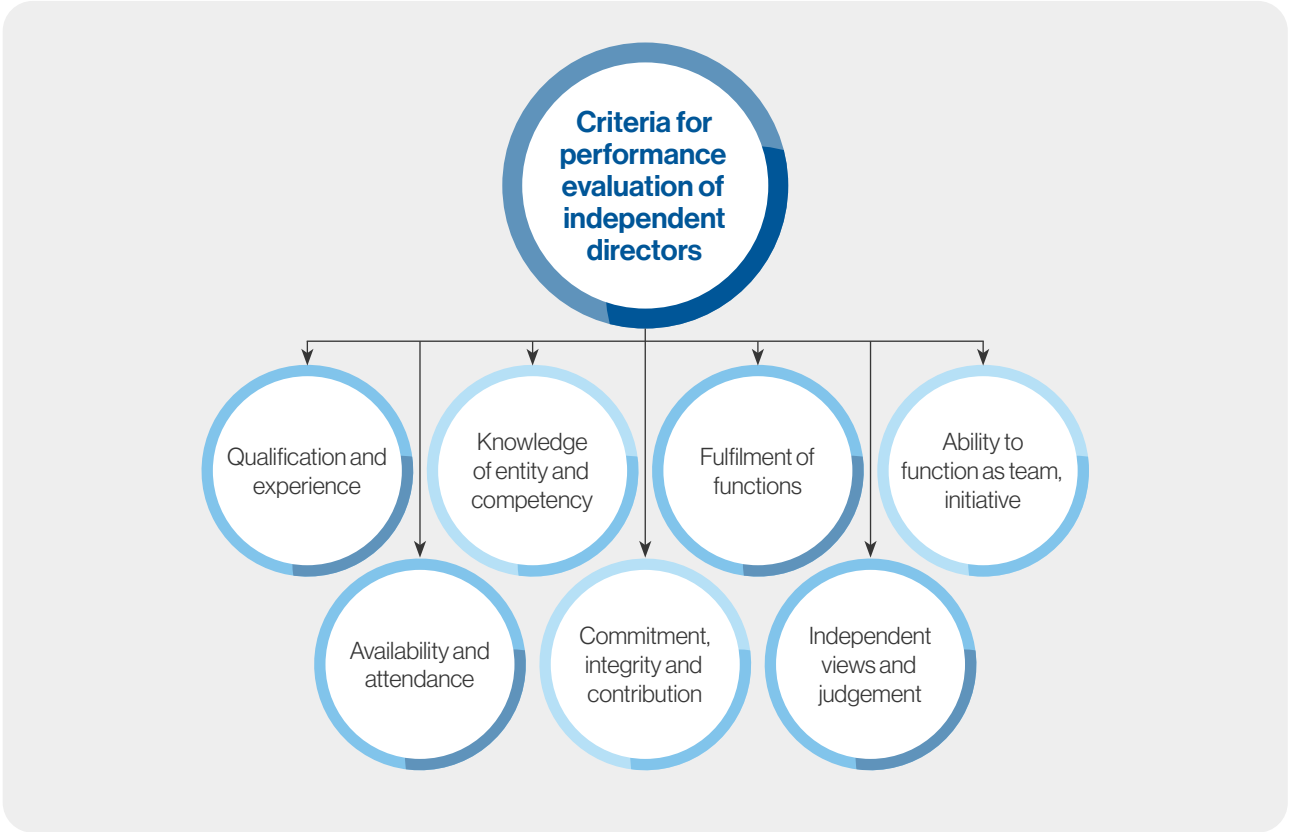 Criteria for
performance
evaluation of
independent
directors
Qualification and
experience
Knowledge
of entity and
competency
Fulfilment of
functions
Ability to
function as team,
initiative
Availability and
attendance
Commitment,
integrity and
contribution
Independent
views and
judgement